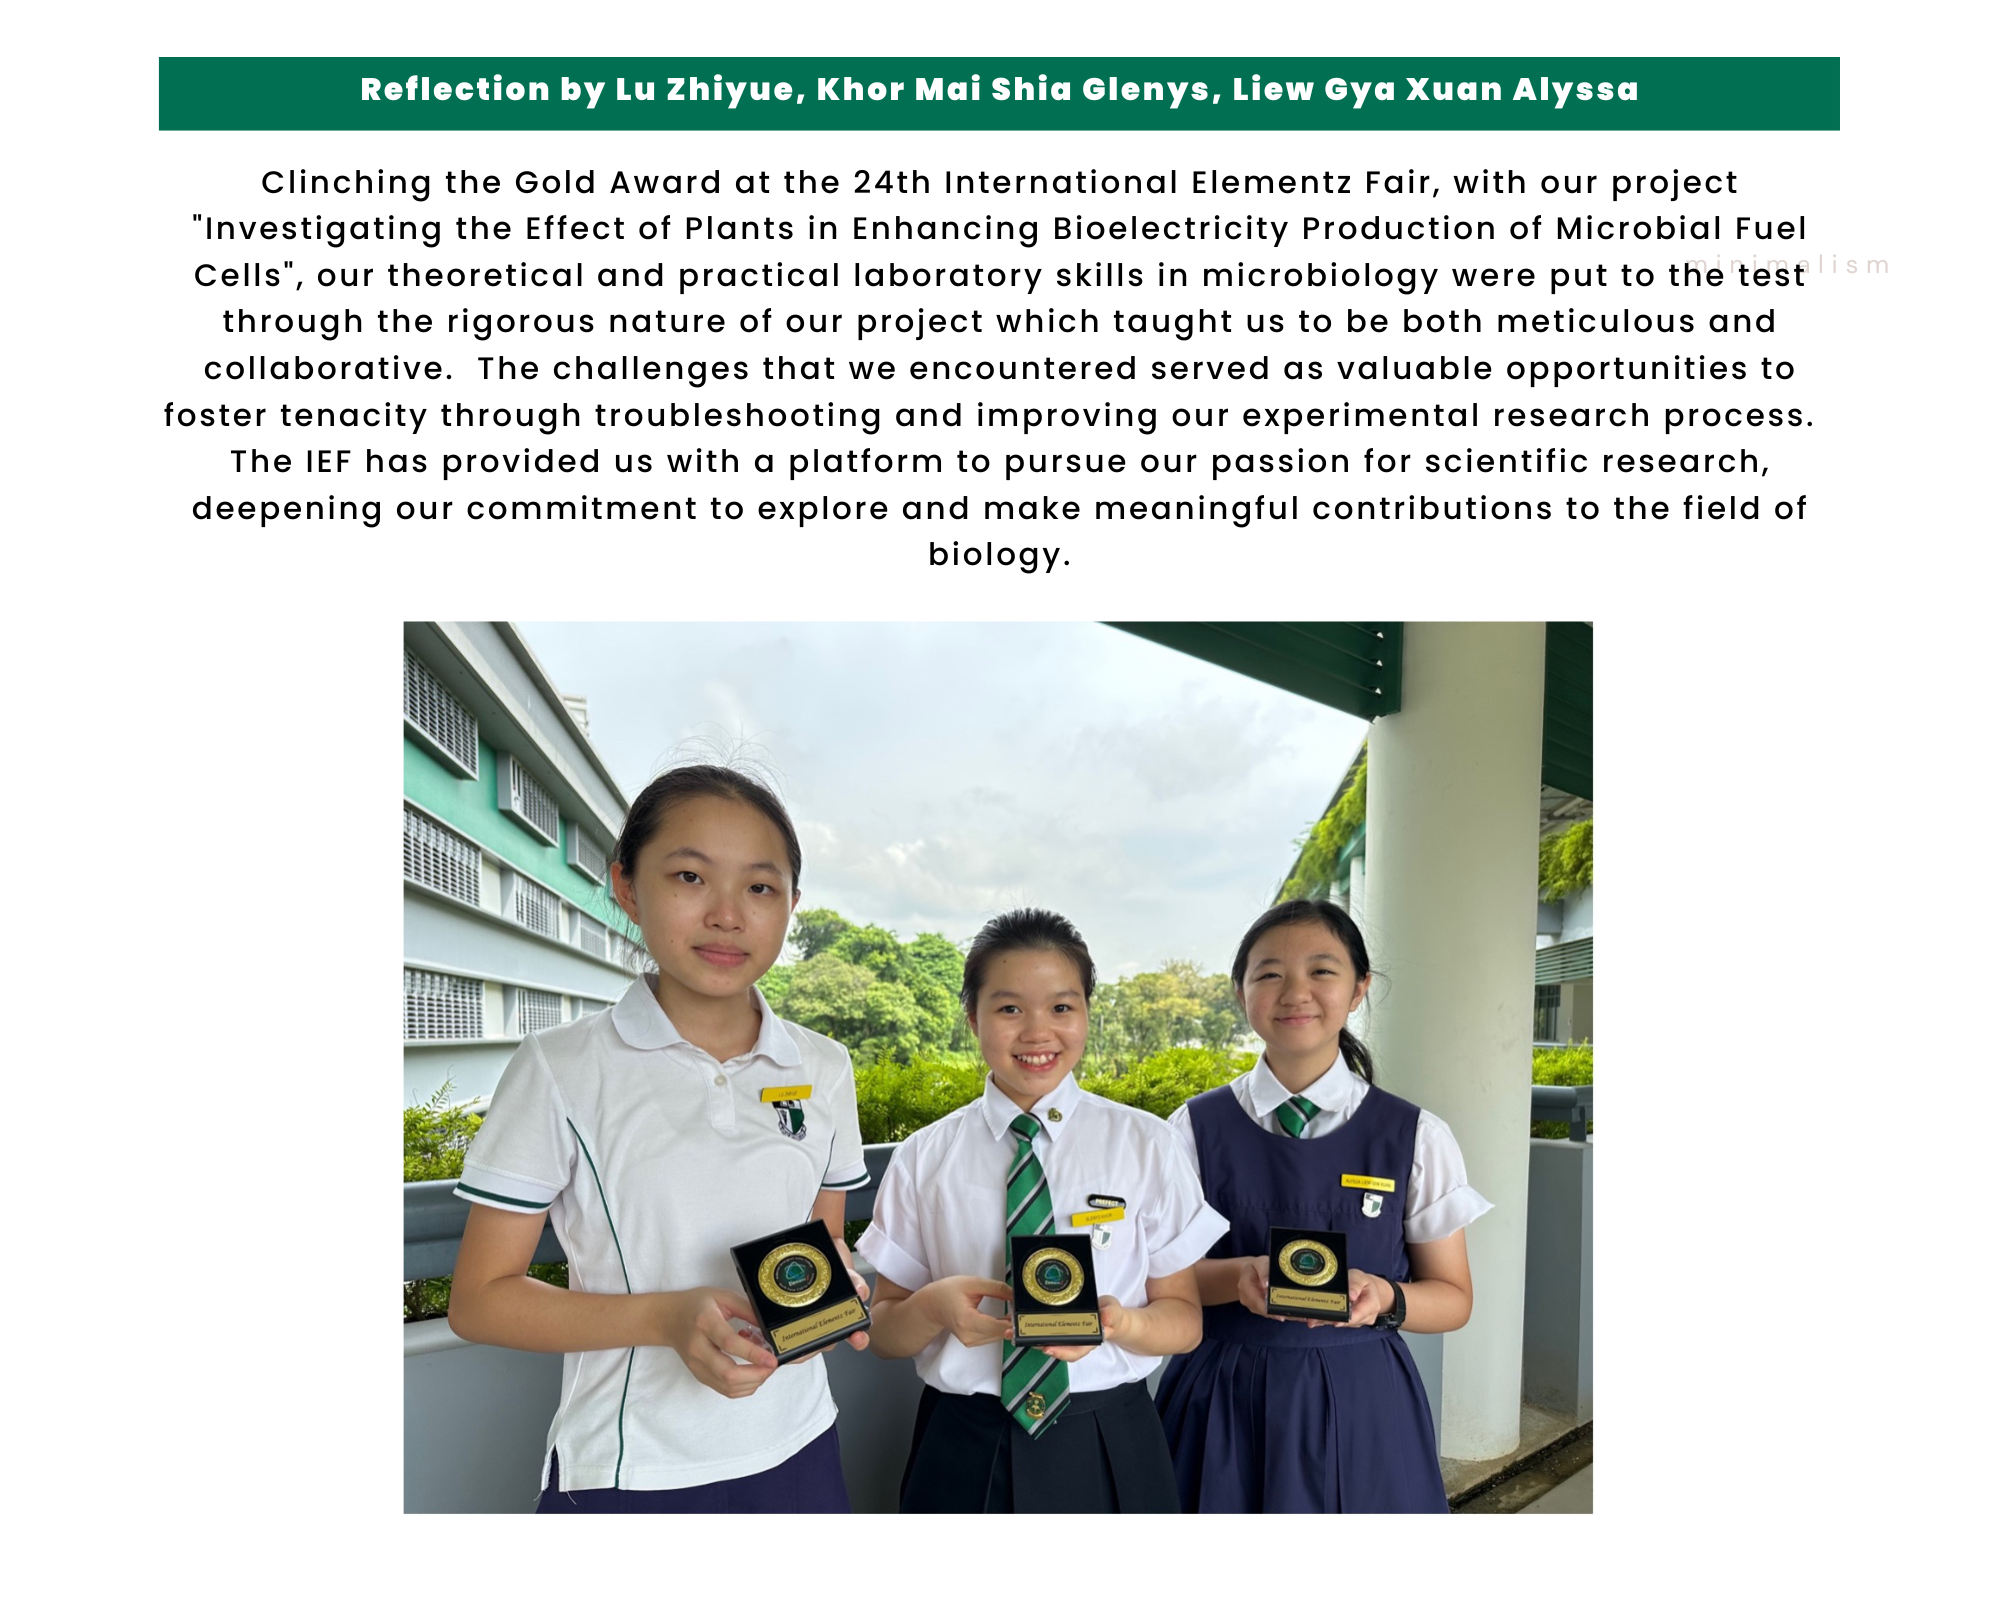 Reflection by Lu Zhiyue, Khor Mai Shia Glenys, Liew Gya Xuan Alyssa
Clinching the Gold Award at the 24th International Elementz Fair, with our project
"Investigating the Effect of Plants in Enhancing Bioelectricity Production of Microbial Fuel
Cells", our theoretical and practical laboratory skills in microbiology were put to the test
minimalism
through the rigorous nature of our project which taught us to be both meticulous and
collaborative.  The challenges that we encountered served as valuable opportunities to
foster tenacity through troubleshooting and improving our experimental research process.
The IEF has provided us with a platform to pursue our passion for scientific research,
deepening our commitment to explore and make meaningful contributions to the field of
biology.
PREFECT
International Elementz Fair
International Elementz Fair
International Elementz Fair